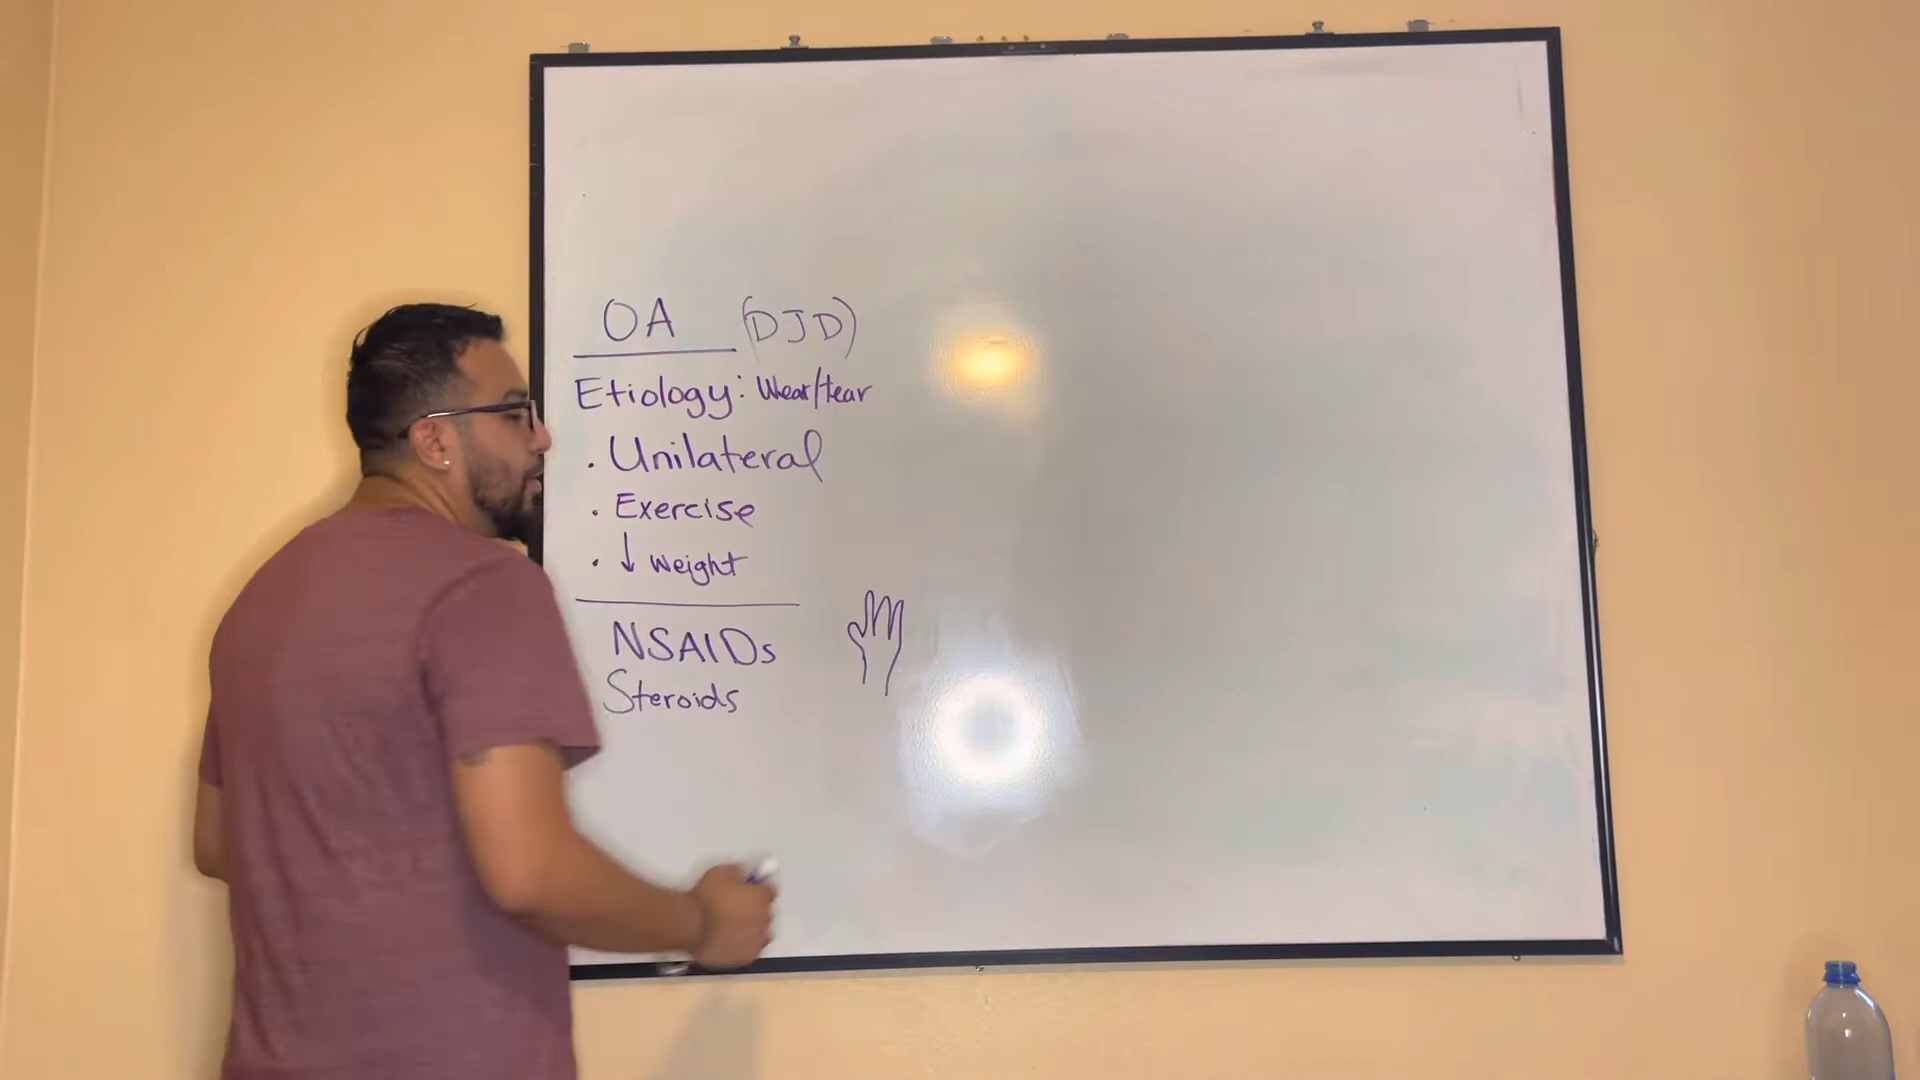 OA (DJD)
Etiology: Wear/tear
. Unilateral
. Exercise
. ↓ weight
NSAIDs
Steroids